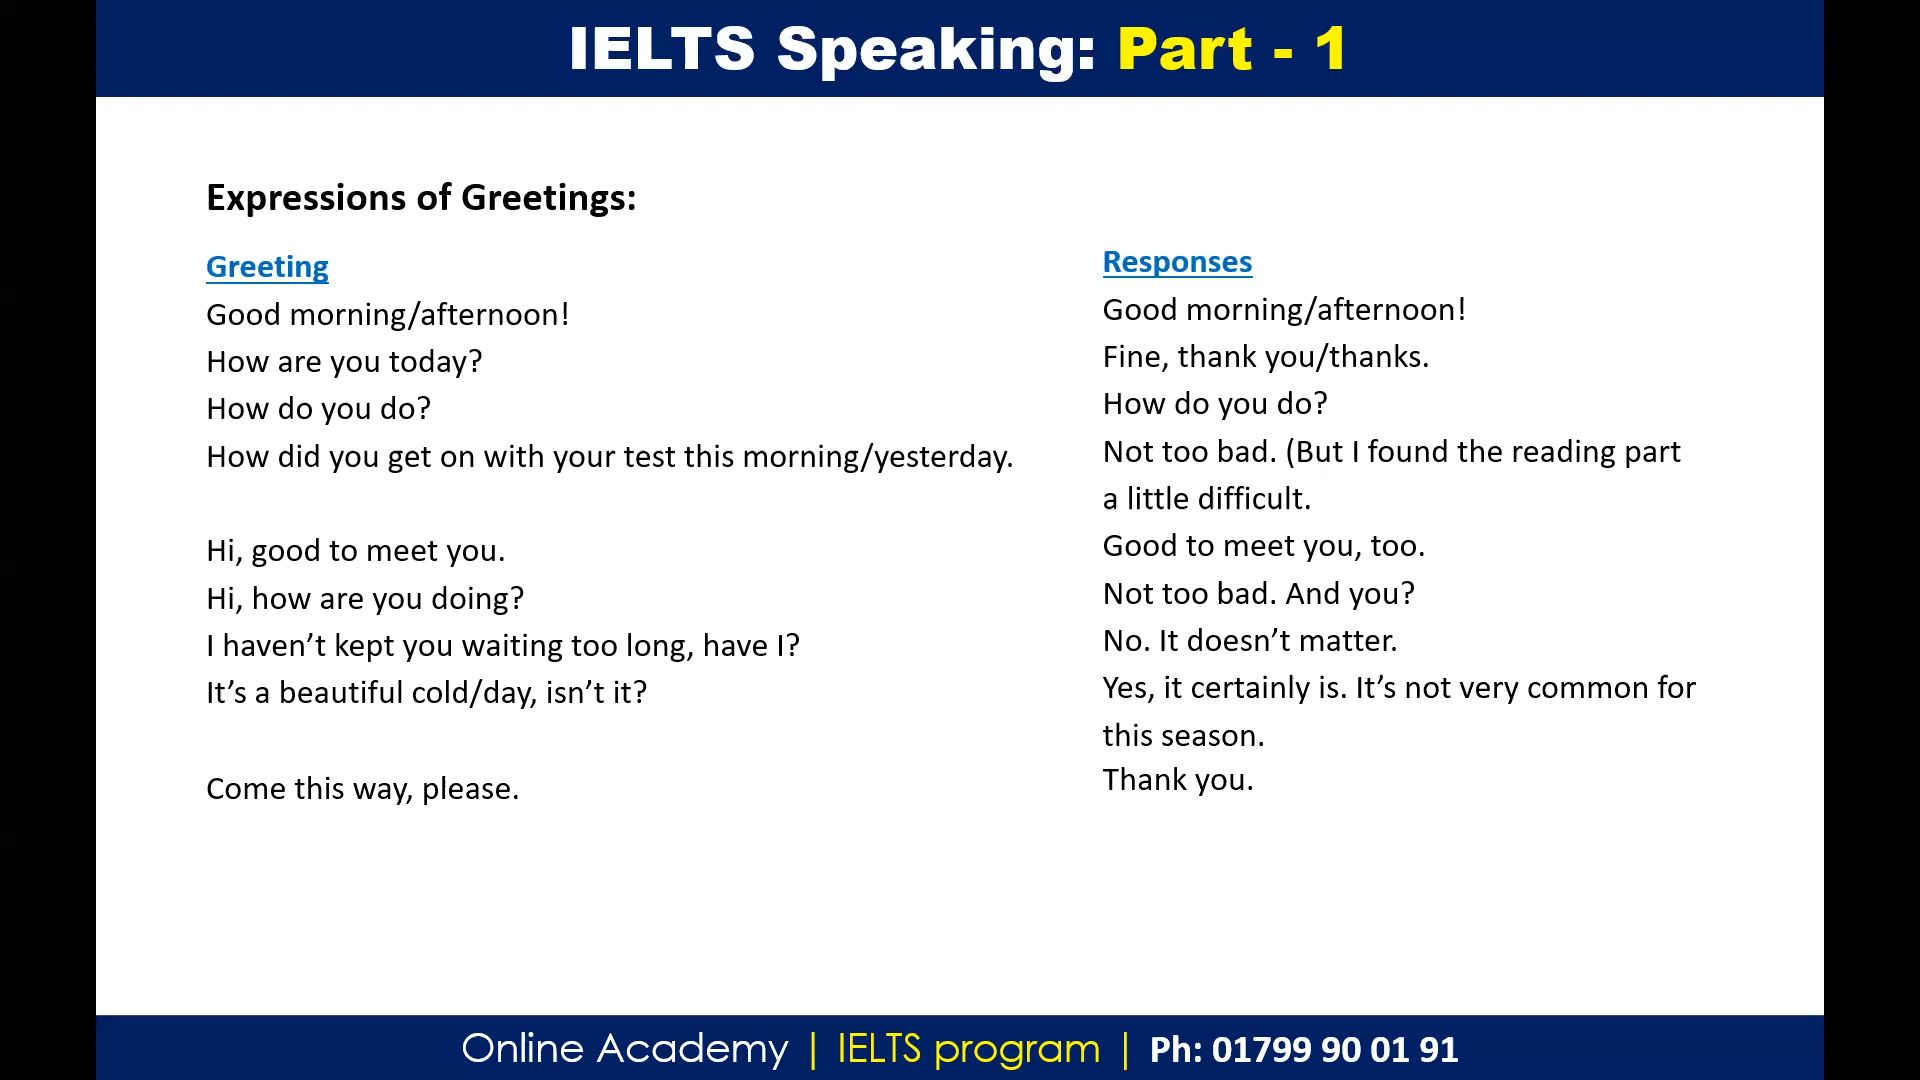 IELTS Speaking: Part - 1
Expressions of Greetings:
Greeting
Good morning/afternoon!
How are you today?
How do you do?
How did you get on with your test this morning/yesterday.
Hi, good to meet you.
Hi, how are you doing?
I haven’t kept you waiting too long, have I?
It’s a beautiful cold/day, isn’t it?
Come this way, please.
Responses
Good morning/afternoon!
Fine, thank you/thanks.
How do you do?
Not too bad. (But I found the reading part
a little difficult.
Good to meet you, too.
Not too bad. And you?
No. It doesn’t matter.
Yes, it certainly is. It’s not very common for
this season.
Thank you.
Online Academy | IELTS program | Ph: 01799 90 01 91